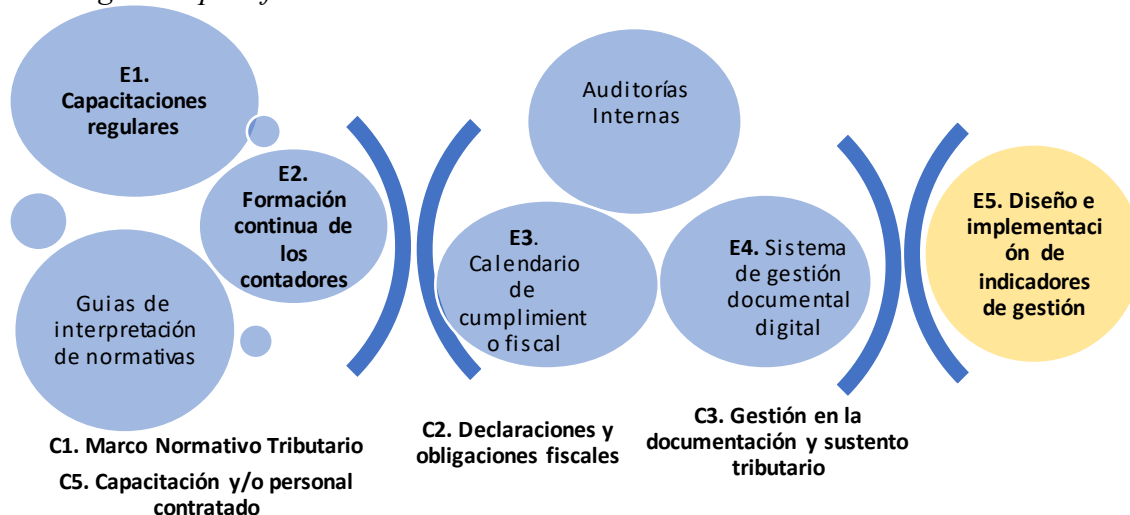 E1.
Capacitaciones
regulares
E2.
Formación
continua de
los
contadores
Guias de
interpretación
de normativas
Auditorías
Internas
E3.
Calendario
de
cumplimient
o fiscal
E4. Sistema
de gestión
documental
digital
E5. Diseño e
implementaci
ón de
indicadores
de gestión
C1. Marco Normativo Tributario
C5. Capacitación y/o personal
contratado
C2. Declaraciones y
obligaciones fiscales
C3. Gestión en la
documentación y sustento
tributario